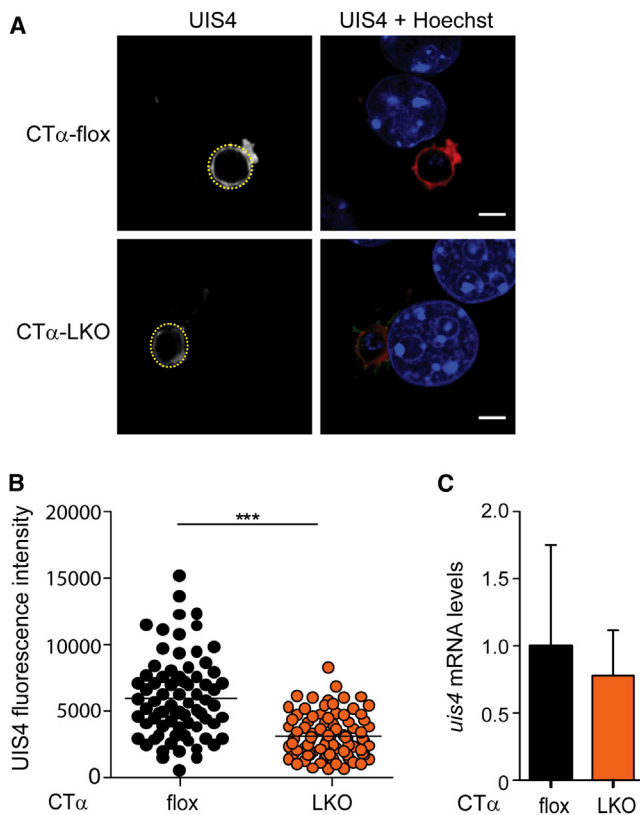 A
UIS4
UIS4 + Hoechst
CTα-flox
CTα-LKO
B
20000
15000
10000
5000
0
UIS4 fluorescence intensity
***
CTα
flox
LKO
C
2.0
1.5
1.0
0.5
0
uis4 mRNA levels
CTα
flox
LKO